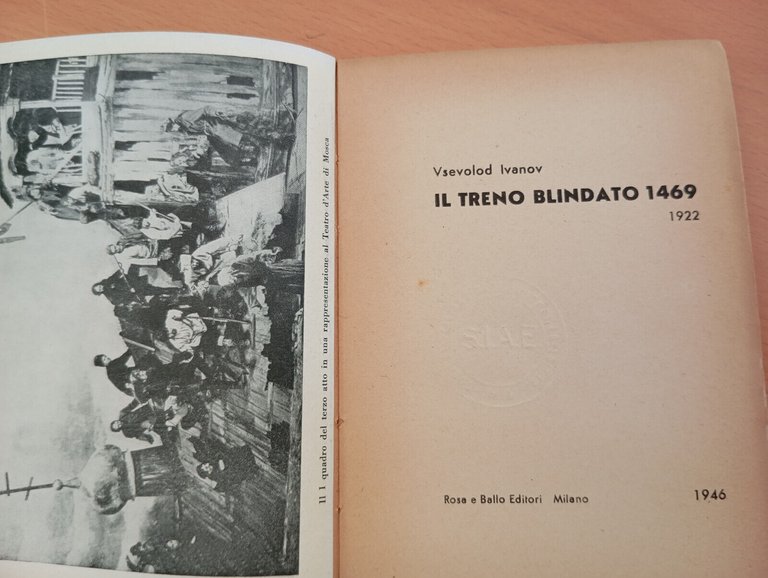 Il 1 quadro del terzo atto in una rappresentazione al Teatro d'Arte di Mosca
Vsevolod Ivanov
IL TRENO BLINDATO 1469
1922
Rosa e Ballo Editori Milano
1946